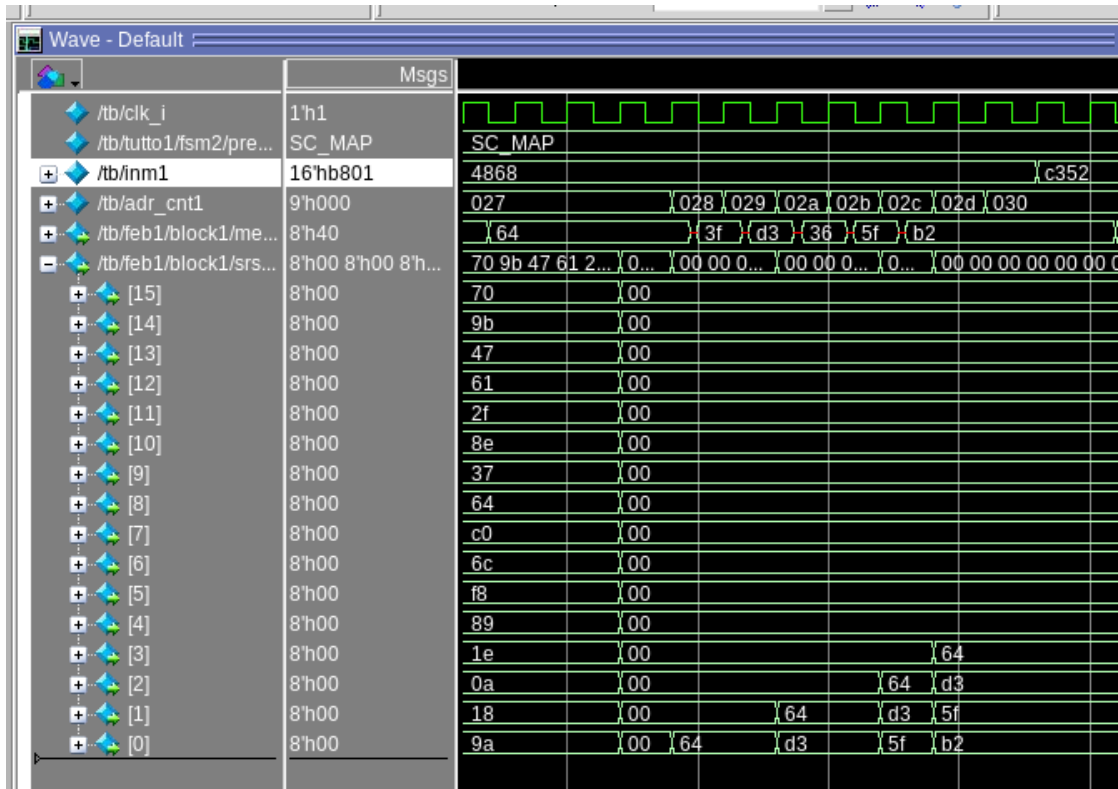 Wave - Default
Msgs
/tb/clk_i 1'h1
/tb/tutto1/fsm2/pre... SC_MAP SC_MAP
/tb/inm1 16'hb801 4868 c352
/tb/adr_cnt1 9'h000 027 028 029 02a 02b 02c 02d 030
/tb/feb1/block1/me... 8'h40 64 3f d3 36 5f b2
/tb/feb1/block1/srs... 8'h00 8'h00 8'h... 70 9b 47 61 2... 0... 00 00 0... 00 00 0... 0... 00 00 00 00 00 00 0
[15] 8'h00 70 00
[14] 8'h00 9b 00
[13] 8'h00 47 00
[12] 8'h00 61 00
[11] 8'h00 2f 00
[10] 8'h00 8e 00
[9] 8'h00 37 00
[8] 8'h00 64 00
[7] 8'h00 c0 00
[6] 8'h00 6c 00
[5] 8'h00 f8 00
[4] 8'h00 89 00
[3] 8'h00 1e 00 64
[2] 8'h00 0a 00 64 d3
[1] 8'h00 18 00 64 d3 5f
[0] 8'h00 9a 00 64 d3 5f b2